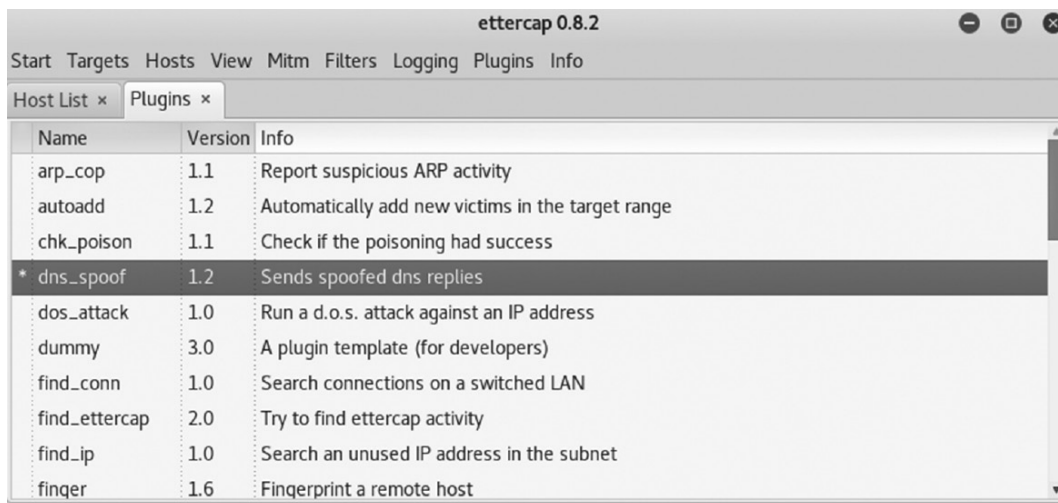 ettercap 0.8.2
Start Targets Hosts View Mitm Filters Logging Plugins Info
Host List × Plugins ×
Name Version Info
arp_cop 1.1 Report suspicious ARP activity
autoadd 1.2 Automatically add new victims in the target range
chk_poison 1.1 Check if the poisoning had success
* dns_spoof 1.2 Sends spoofed dns replies
dos_attack 1.0 Run a d.o.s. attack against an IP address
dummy 3.0 A plugin template (for developers)
find_conn 1.0 Search connections on a switched LAN
find_ettercap 2.0 Try to find ettercap activity
find_ip 1.0 Search an unused IP address in the subnet
finger 1.6 Fingerprint a remote host